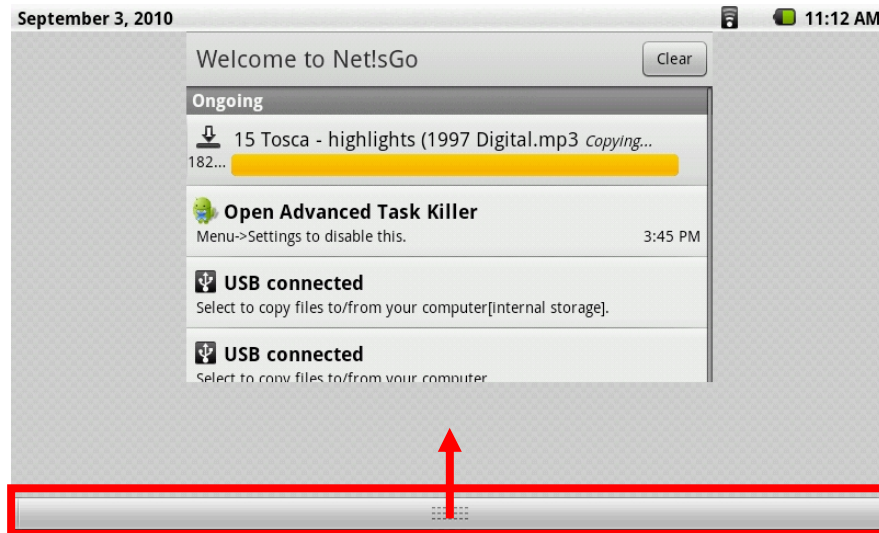 September 3, 2010 11:12 AM
Welcome to Net!sGo Clear
Ongoing
15 Tosca - highlights (1997 Digital.mp3 Copying...
182...
Open Advanced Task Killer
Menu->Settings to disable this. 3:45 PM
USB connected
Select to copy files to/from your computer[internal storage].
USB connected
Select to copy files to/from your computer